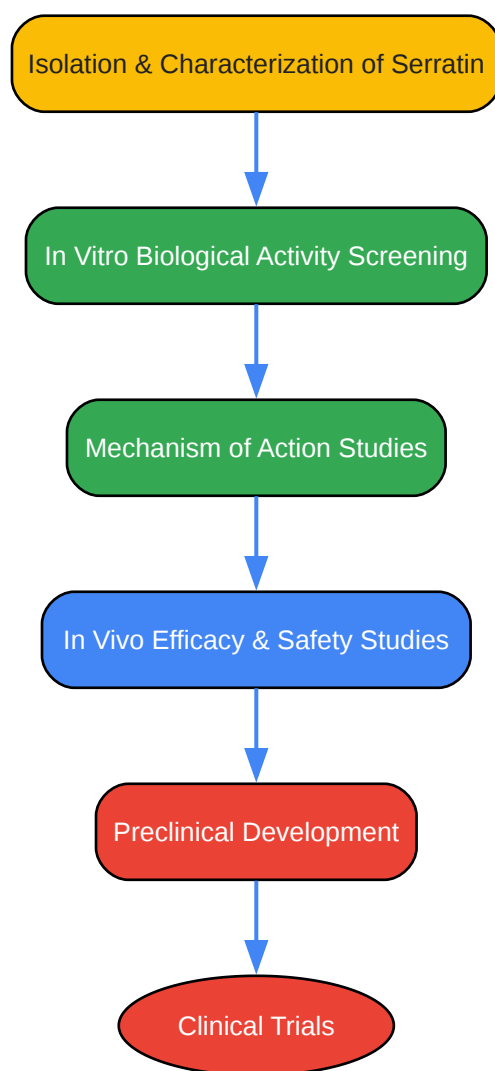 Isolation & Characterization of Serratin
In Vitro Biological Activity Screening
Mechanism of Action Studies
In Vivo Efficacy & Safety Studies
Preclinical Development
Clinical Trials